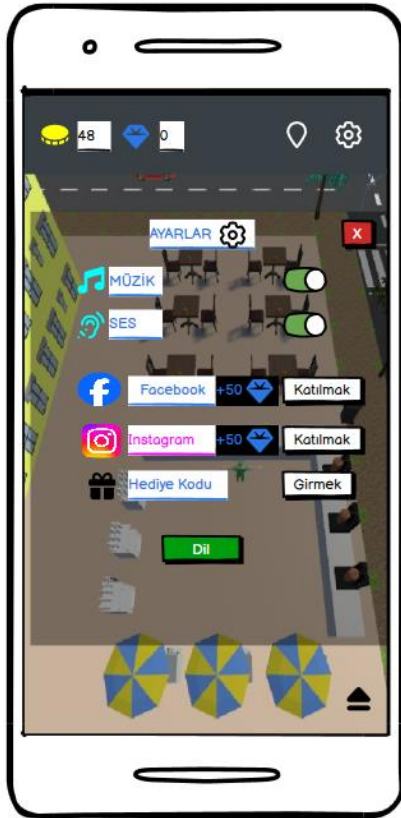 48 0
AYARLAR X
MÜZİK
SES
Facebook +50 Katılmak
Instagram +50 Katılmak
Hediye Kodu Girmek
Dil